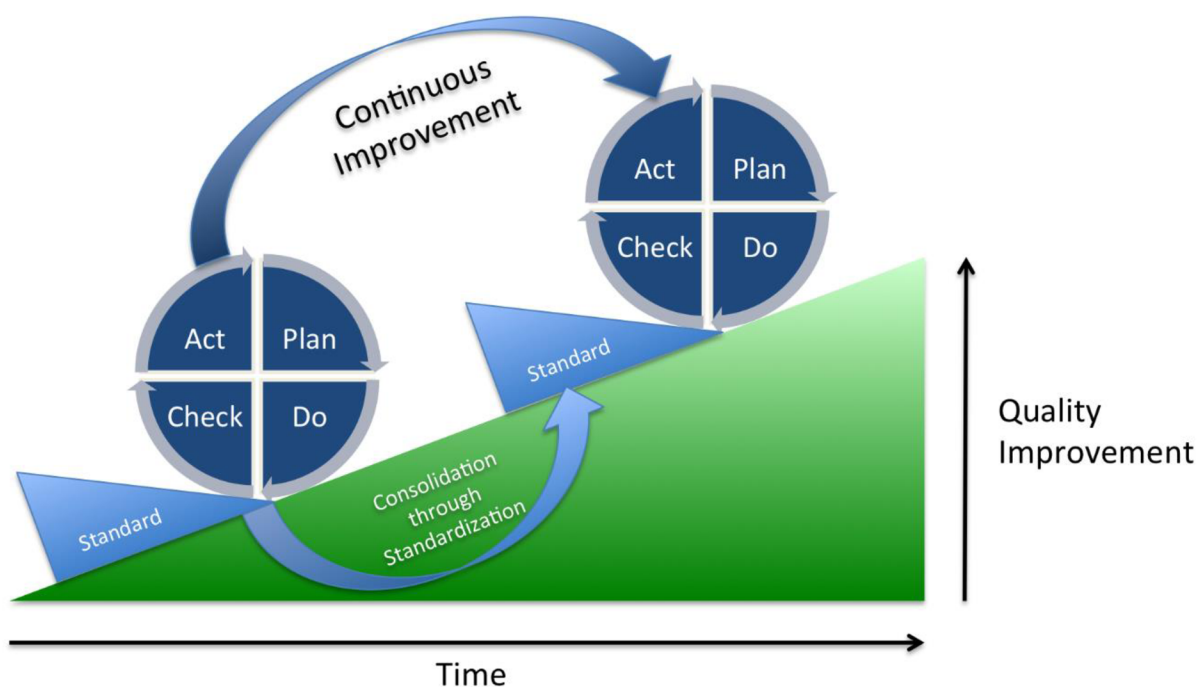 Continuous
Improvement
Act
Plan
Check
Do
Standard
Act
Plan
Check
Do
Standard
Consolidation
through
Standardization
Quality
Improvement
Time